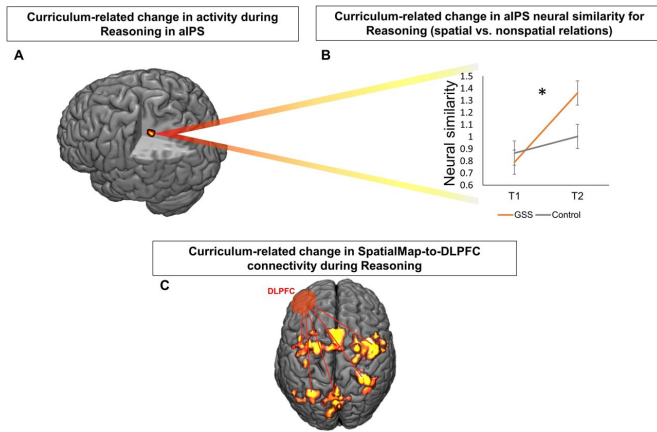 Curriculum-related change in activity during
Reasoning in aIPS
Curriculum-related change in aIPS neural similarity for
Reasoning (spatial vs. nonspatial relations)
A
B
Neural similarity
1.5
1.4
1.3
1.2
1.1
1
0.9
0.8
0.7
0.6
*
T1
T2
GSS
Control
Curriculum-related change in SpatialMap-to-DLPFC
connectivity during Reasoning
C
DLPFC